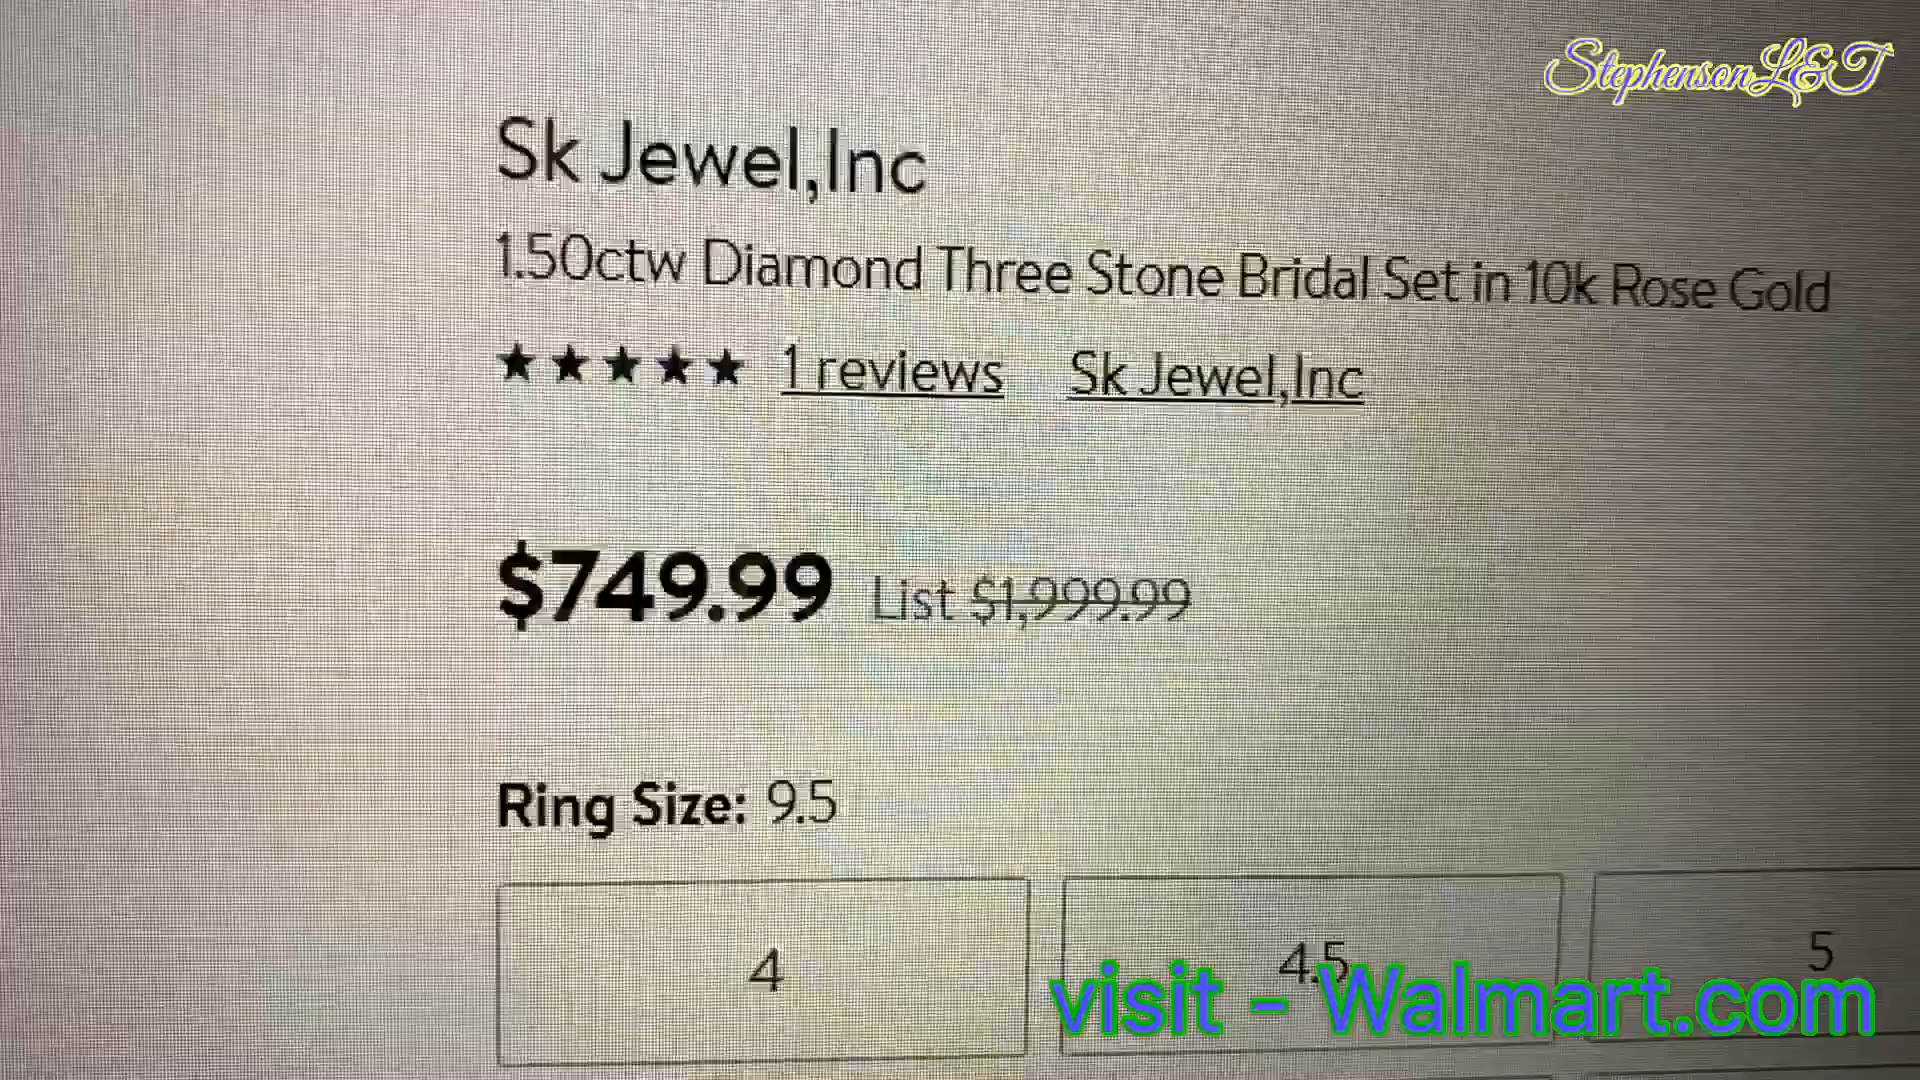 StephensonL&T
Sk Jewel,Inc
1.50ctw Diamond Three Stone Bridal Set in 10k Rose Gold
★★★★★ 1 reviews Sk Jewel,Inc
$749.99 List $1,999.99
Ring Size: 9.5
4 4.5 5
visit - Walmart.com